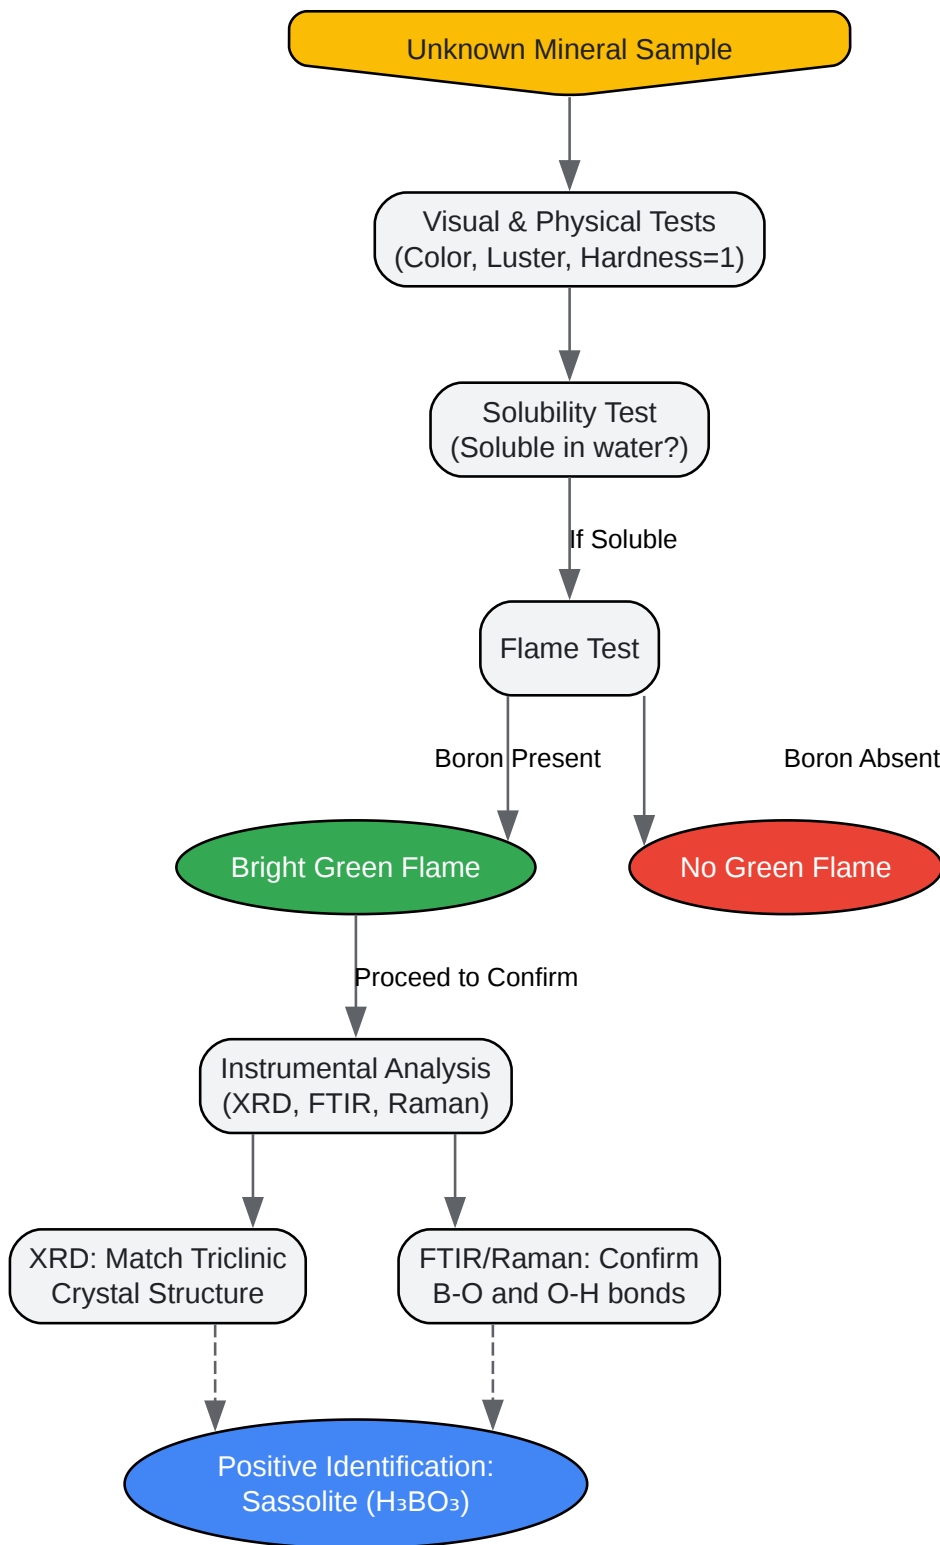 Unknown Mineral Sample
Visual & Physical Tests
(Color, Luster, Hardness=1)
Solubility Test
(Soluble in water?)
If Soluble
Flame Test
Boron Present
Boron Absent
Bright Green Flame
No Green Flame
Proceed to Confirm
Instrumental Analysis
(XRD, FTIR, Raman)
XRD: Match Triclinic
Crystal Structure
FTIR/Raman: Confirm
B-O and O-H bonds
Positive Identification:
Sassolite (H₃BO₃)